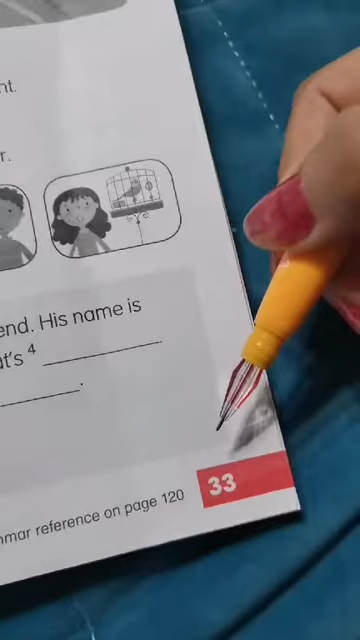 nt.
r.
end. His name is
at's 4
.
33
mmar reference on page 120